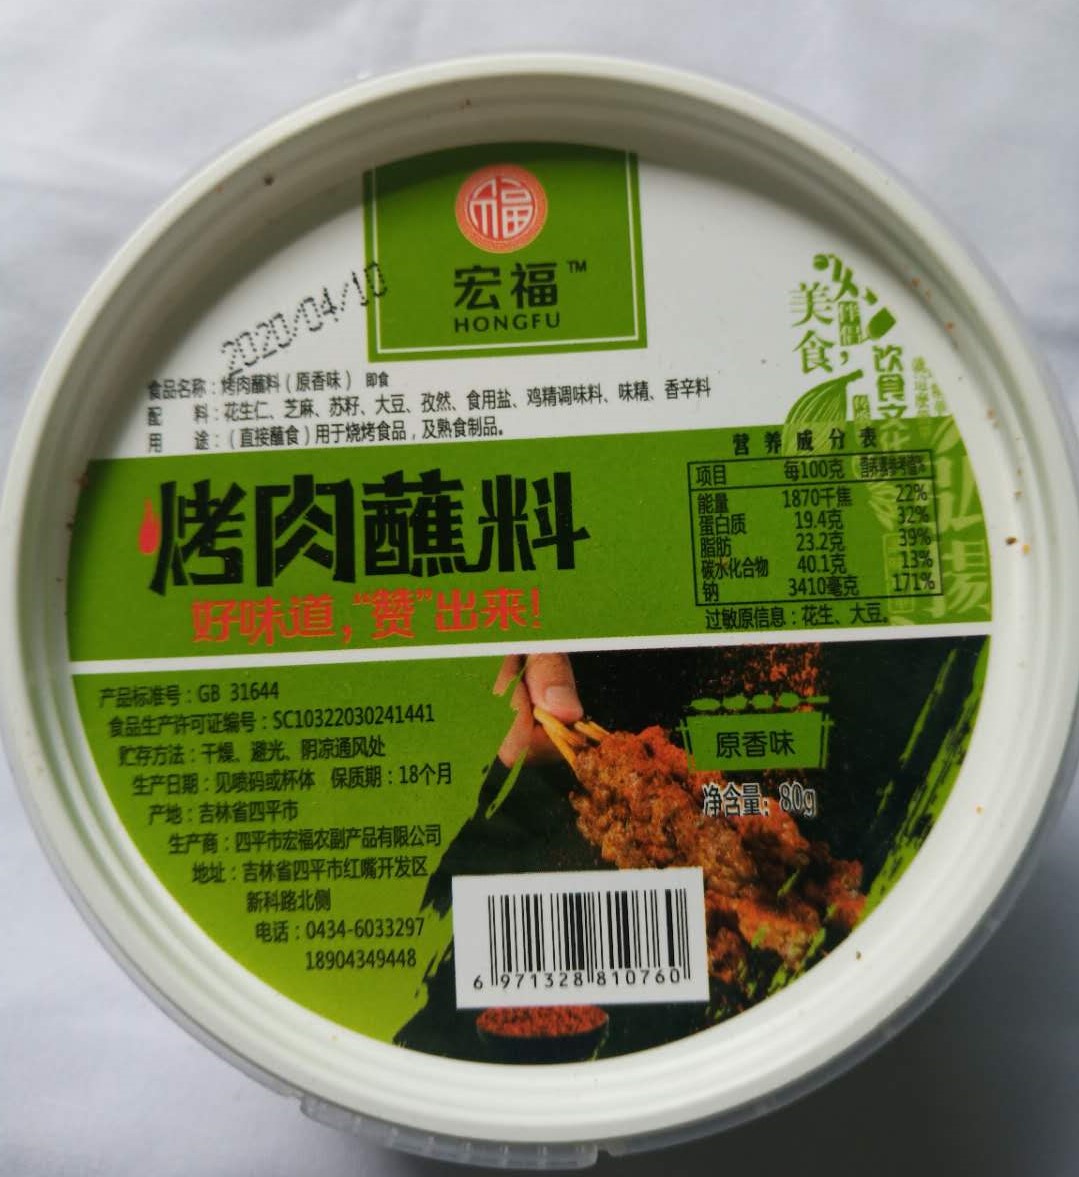 福
宏福™
HONGFU
2020/04/10
食品名称：烤肉蘸料（原香味） 即食
配 料：花生仁、芝麻、苏籽、大豆、孜然、食用盐、鸡精调味料、味精、香辛料
用 途：（直接蘸食）用于烧烤食品，及熟食制品。
美食，
饮食文化
弘揚
烤肉蘸料
好味道，“赞”出来！
营养成分表
项目 每100克 营养素参考值%
能量 1870千焦 22%
蛋白质 19.4克 32%
脂肪 23.2克 39%
碳水化合物 40.1克 13%
钠 3410毫克 171%
过敏原信息：花生、大豆。
产品标准号：GB 31644
食品生产许可证编号：SC10322030241441
贮存方法：干燥、避光、阴凉通风处
生产日期：见喷码或杯体 保质期：18个月
产地：吉林省四平市
生产商：四平市宏福农副产品有限公司
地址：吉林省四平市红嘴开发区
新科路北侧
电话：0434-6033297
18904349448
原香味
净含量：80g
6 971328 810760